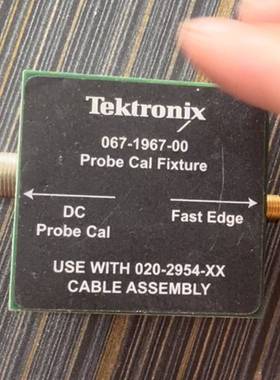 Tektronix
067-1967-00
Probe Cal Fixture
DC
Probe Cal
Fast Edge
USE WITH 020-2954-XX
CABLE ASSEMBLY